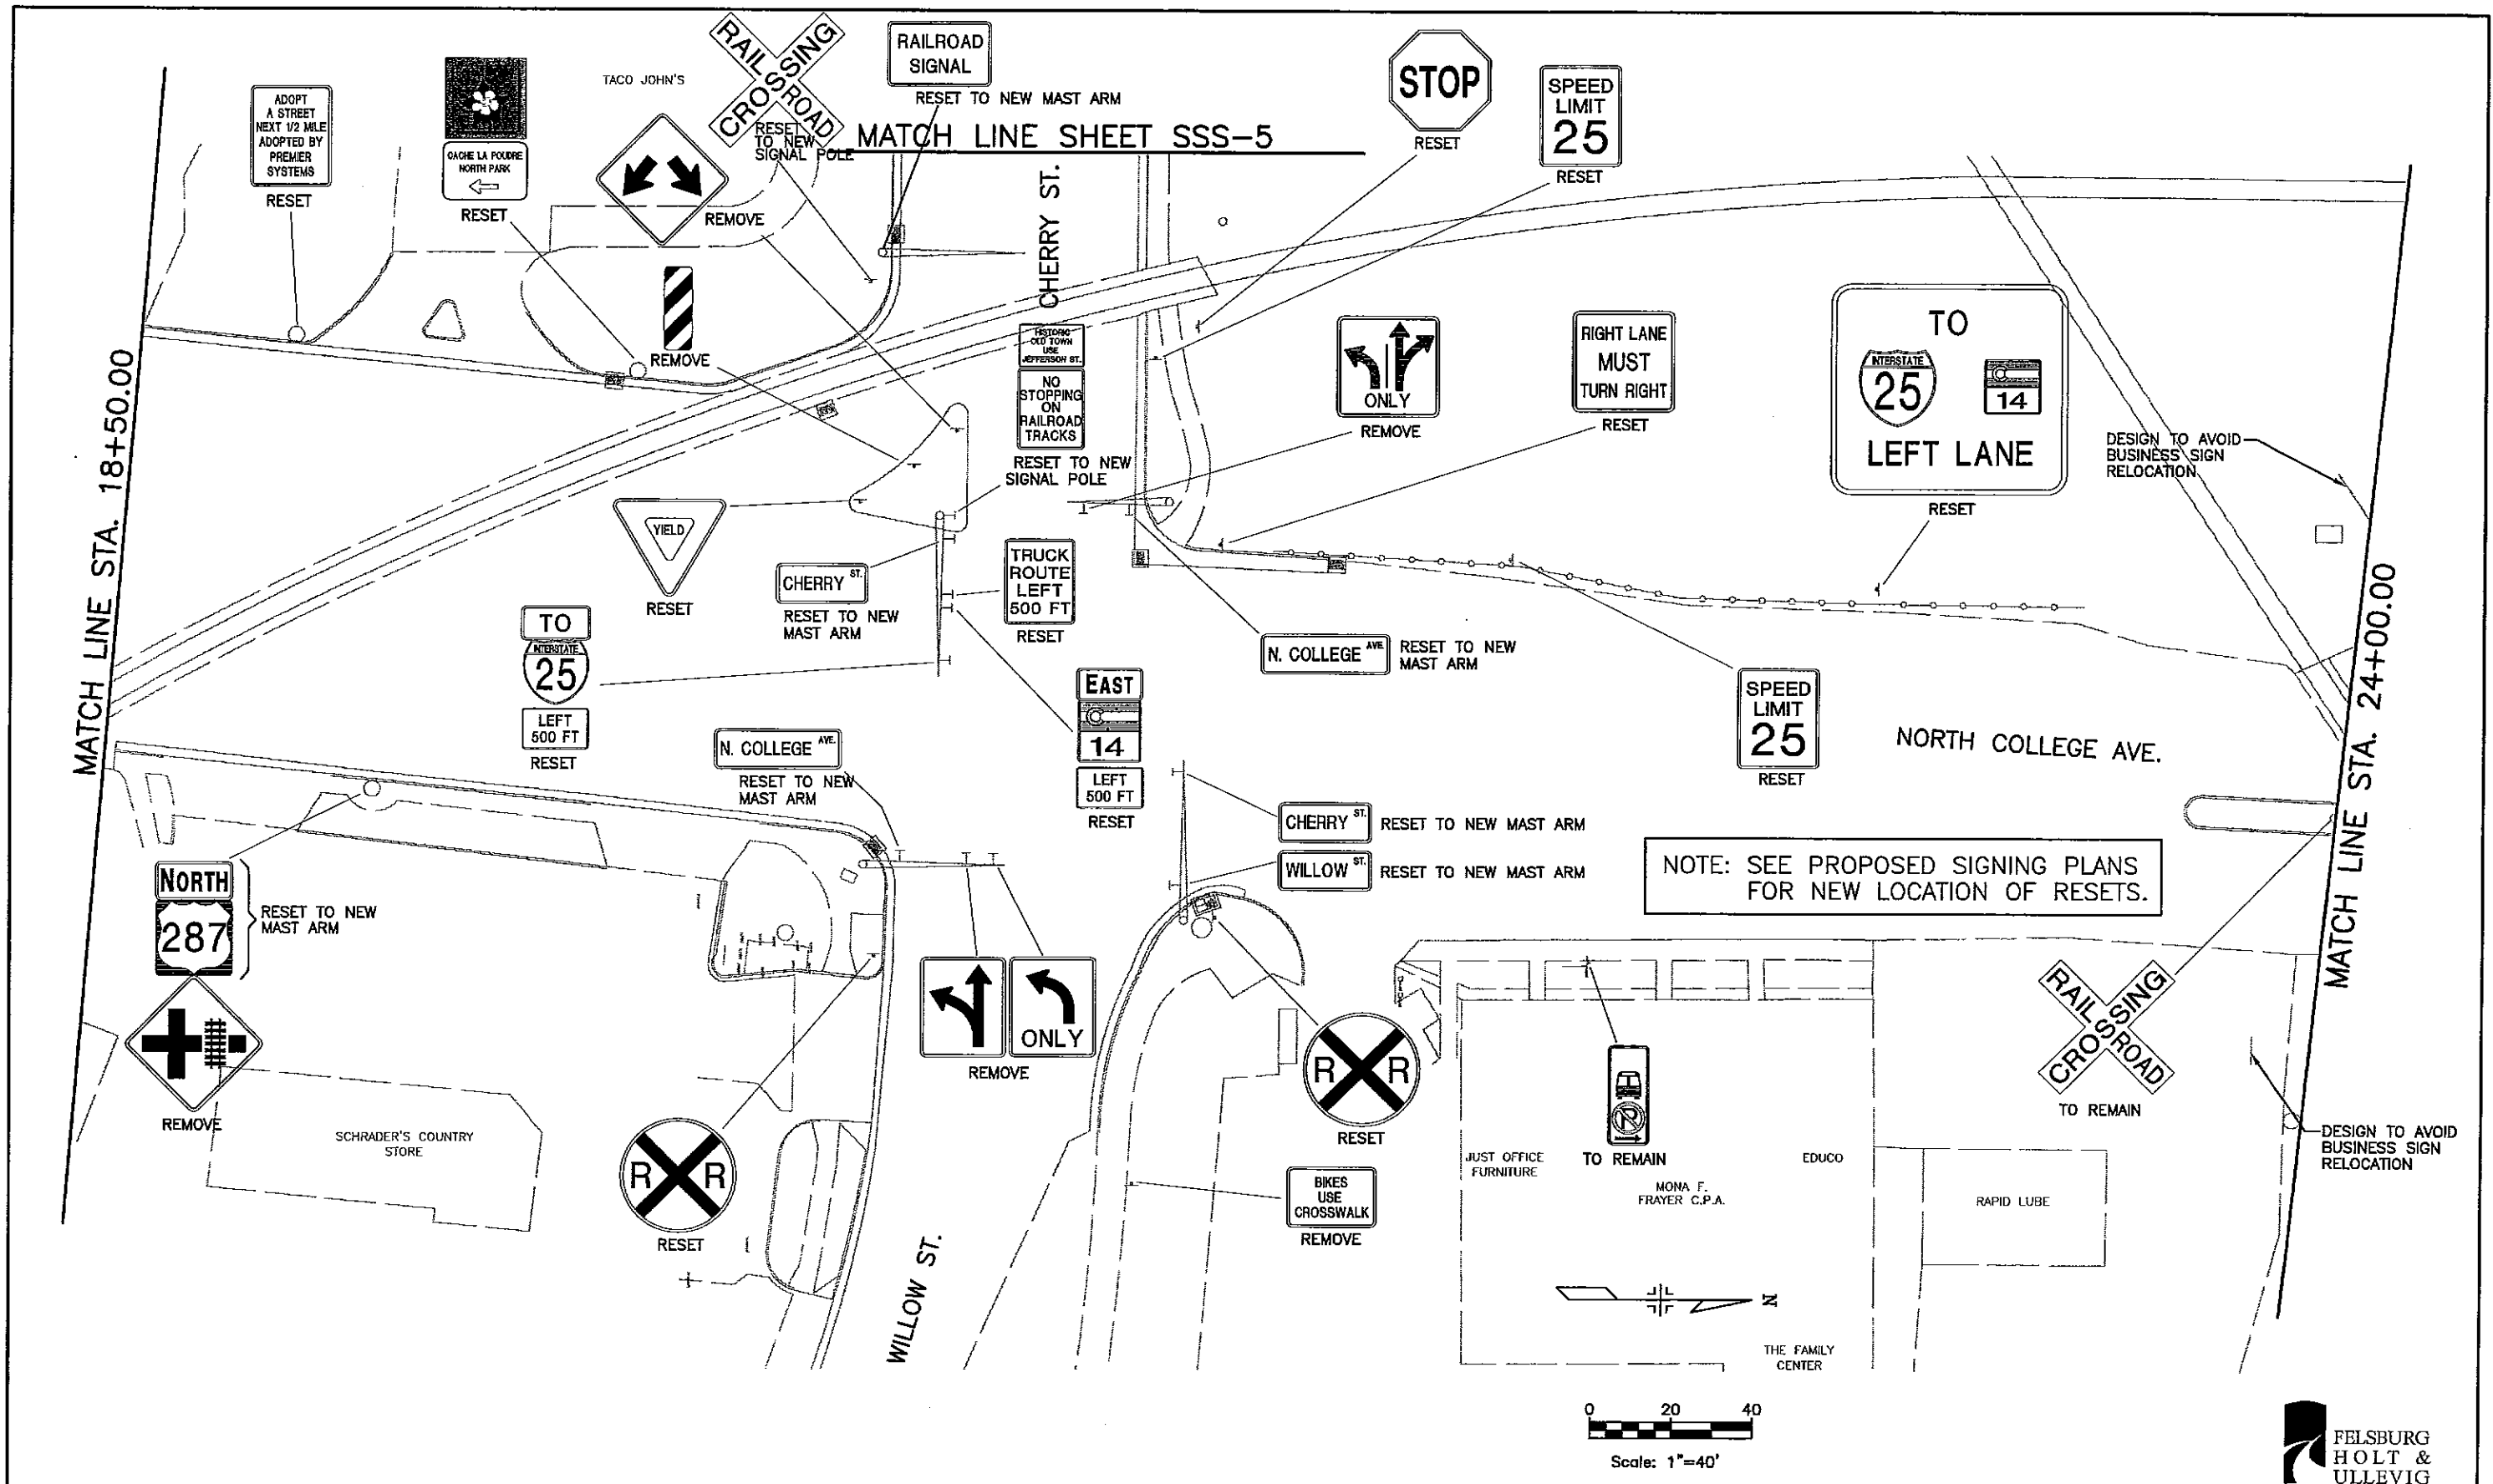 RAILROAD
CROSSING
RESET
TO NEW
SIGNAL POLE
RAILROAD
SIGNAL
RESET TO NEW MAST ARM
MATCH LINE SHEET SSS-5
TACO JOHN'S
ADOPT
A STREET
NEXT 1/2 MILE
ADOPTED BY
PREMIER
SYSTEMS
RESET
CACHE LA POUDRE
NORTH PARK
RESET
REMOVE
REMOVE
STOP
RESET
SPEED
LIMIT
25
RESET
CHERRY ST.
HISTORIC
OLD TOWN
USE
JEFFERSON ST.
NO
STOPPING
ON
RAILROAD
TRACKS
RESET TO NEW
SIGNAL POLE
ONLY
REMOVE
RIGHT LANE
MUST
TURN RIGHT
RESET
TO
INTERSTATE
25
C
14
LEFT LANE
RESET
DESIGN TO AVOID
BUSINESS SIGN
RELOCATION
MATCH LINE STA. 18+50.00
YIELD
RESET
CHERRY ST.
RESET TO NEW
MAST ARM
TRUCK
ROUTE
LEFT
500 FT
RESET
TO
INTERSTATE
25
LEFT
500 FT
RESET
N. COLLEGE AVE.
RESET TO NEW
MAST ARM
EAST
C
14
LEFT
500 FT
RESET
N. COLLEGE AVE.
RESET TO NEW
MAST ARM
SPEED
LIMIT
25
RESET
NORTH COLLEGE AVE.
MATCH LINE STA. 24+00.00
CHERRY ST.
RESET TO NEW MAST ARM
WILLOW ST.
RESET TO NEW MAST ARM
NOTE: SEE PROPOSED SIGNING PLANS
FOR NEW LOCATION OF RESETS.
NORTH
287
RESET TO NEW
MAST ARM
REMOVE
SCHRADER'S COUNTRY
STORE
R R
RESET
ONLY
REMOVE
R R
RESET
BIKES
USE
CROSSWALK
REMOVE
WILLOW ST.
P
TO REMAIN
JUST OFFICE
FURNITURE
MONA F.
FRAYER C.P.A.
EDUCO
RAPID LUBE
RAILROAD
CROSSING
TO REMAIN
DESIGN TO AVOID
BUSINESS SIGN
RELOCATION
N
THE FAMILY
CENTER
0 20 40
Scale: 1"=40'
FELSBURG
HOLT &
ULLEVIG